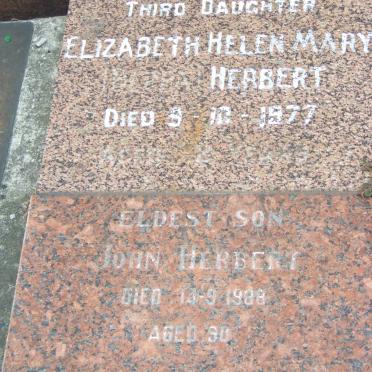 THIRD DAUGHTER
ELIZABETH HELEN MARY
HERBERT
DIED 9-10-1977
ELDEST SON
JOHN HERBERT
DIED 13-9-1988
AGED 90